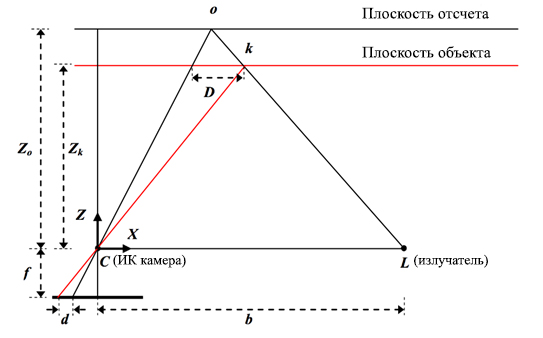 Плоскость отсчета
o
Плоскость объекта
k
D
Zo
Zk
Z
X
C (ИК камера)
L (излучатель)
f
d
b